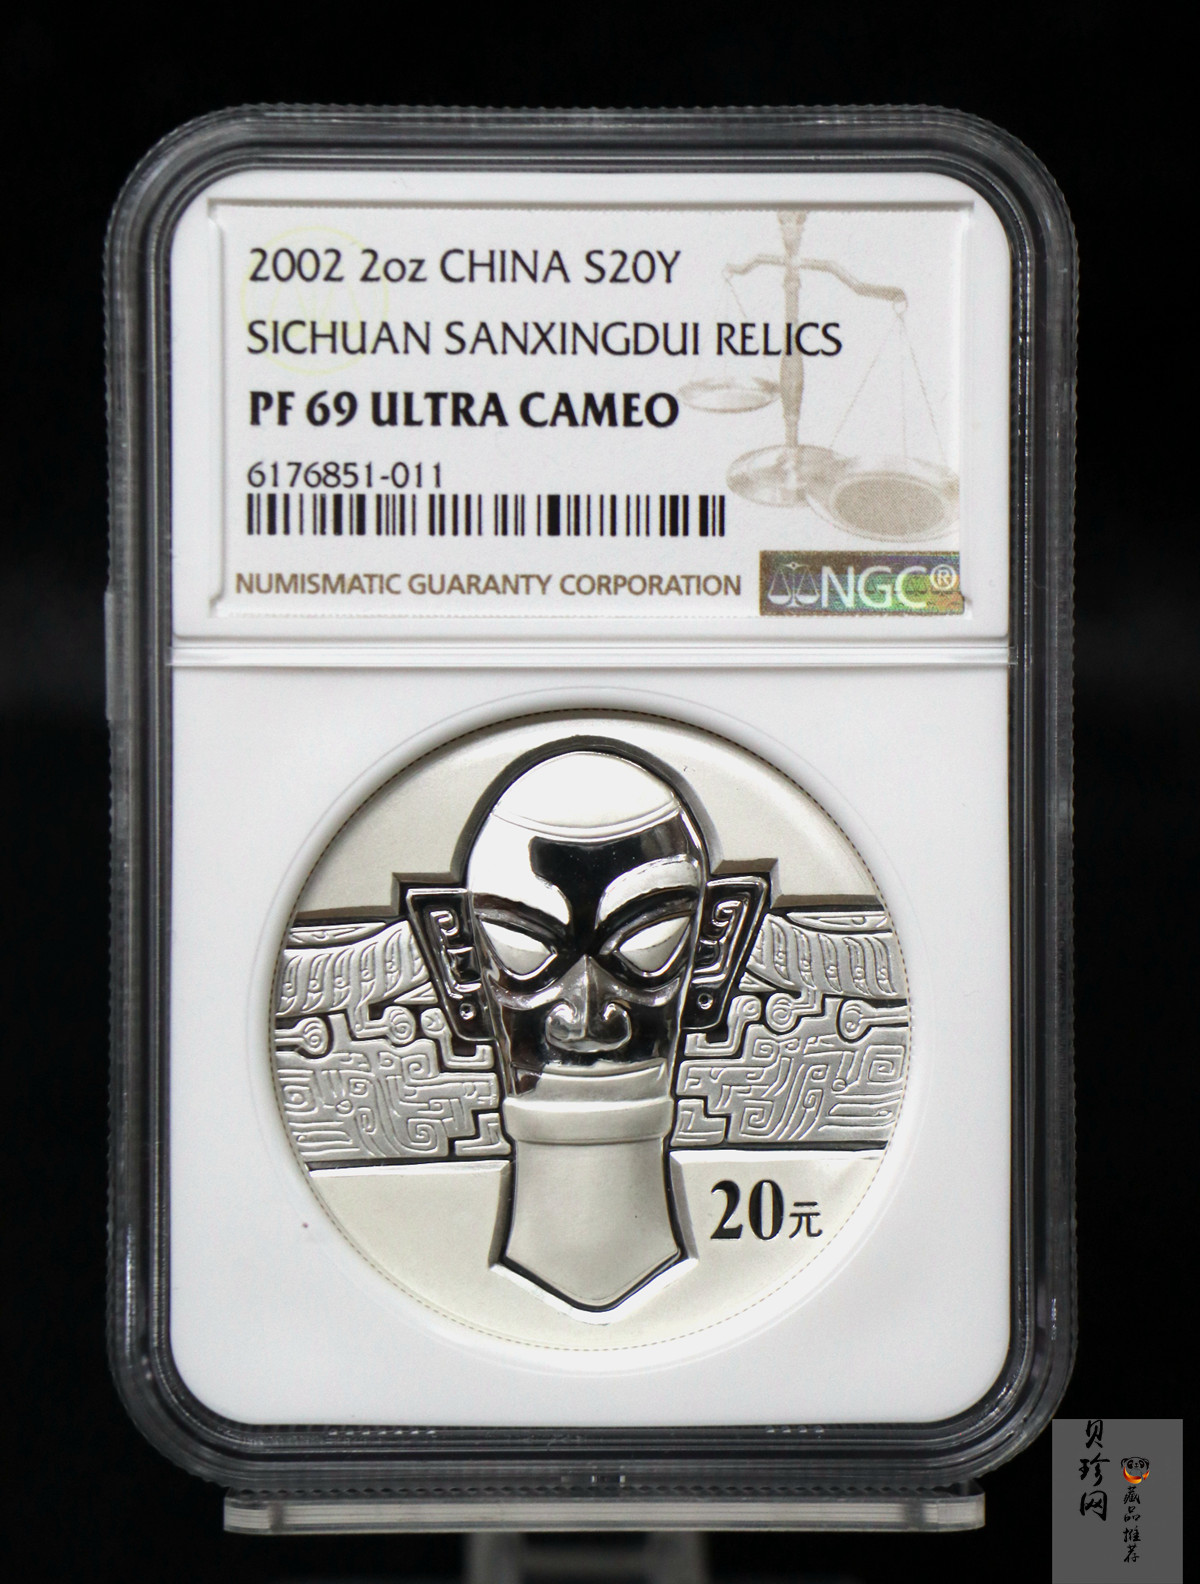 2002 2oz CHINA S20Y
SICHUAN SANXINGDUI RELICS
PF 69 ULTRA CAMEO
6176851-011
NUMISMATIC GUARANTY CORPORATION
NGC®
20元
贝珍网
藏品推荐